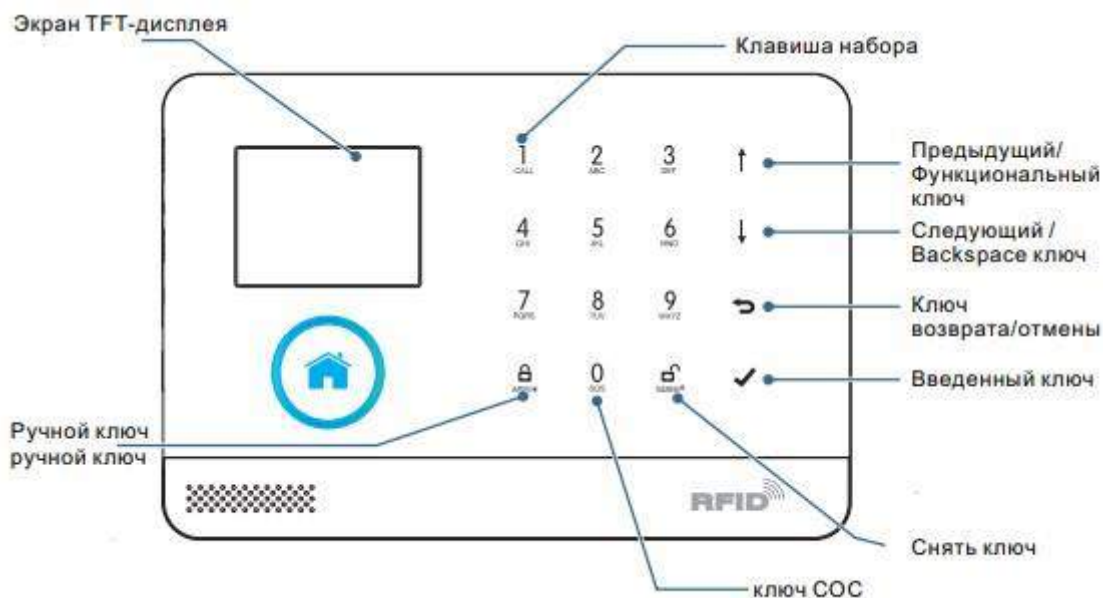 Экран TFT-дисплея
Клавиша набора
1
CALL
2
ABC
3
DEF
Предыдущий/
Функциональный
ключ
4
GHI
5
JKL
6
MNO
Следующий /
Backspace ключ
7
PQRS
8
TUV
9
WXYZ
Ключ
возврата/отмены
0
SOS
Введенный ключ
Ручной ключ
ручной ключ
RFID
Снять ключ
ключ СОС